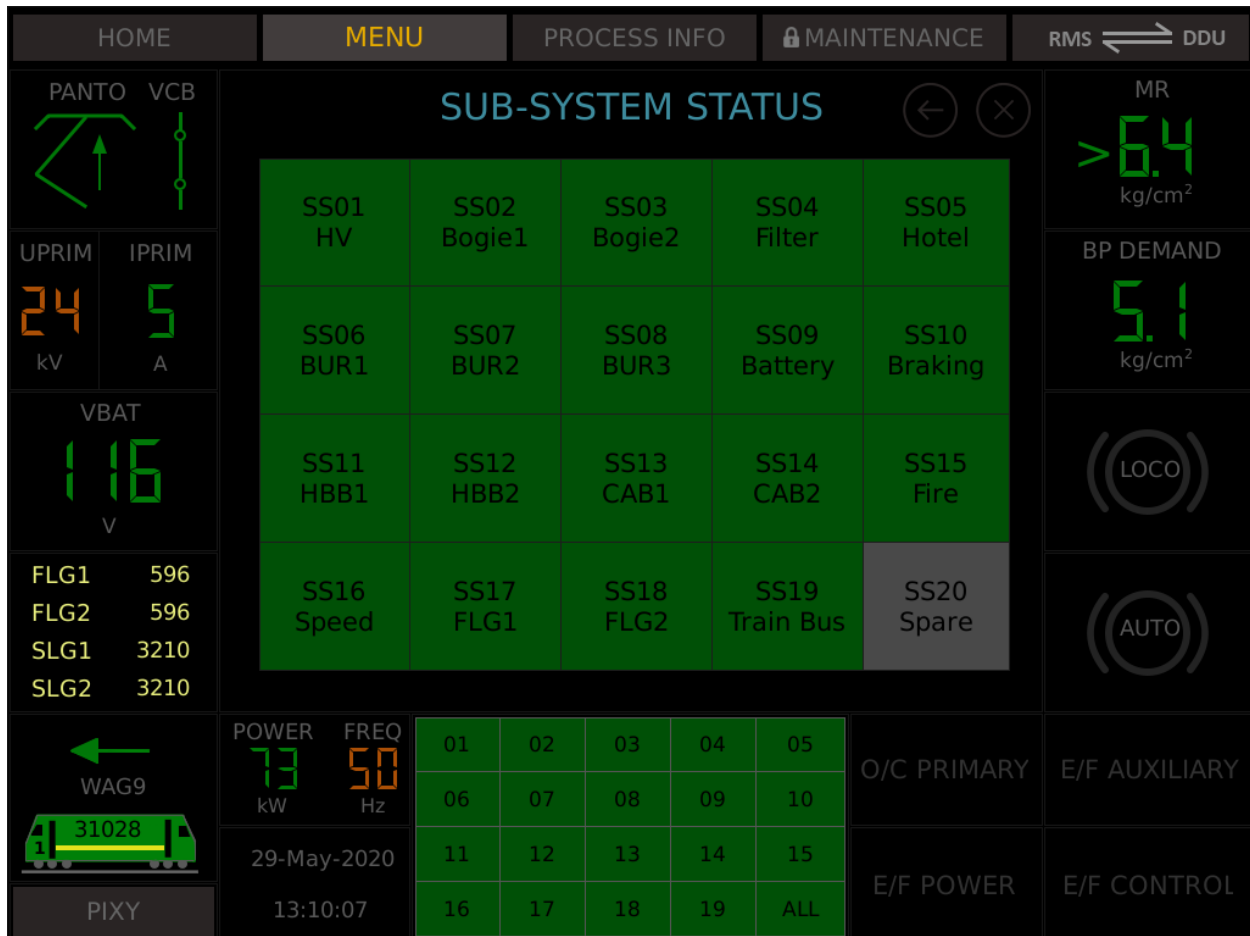 HOME MENU PROCESS INFO MAINTENANCE RMS DDU
PANTO VCB
UPRIM IPRIM
24 5
kV A
VBAT
116
V
FLG1 596
FLG2 596
SLG1 3210
SLG2 3210
WAG9
31028
1
PIXY
SUB-SYSTEM STATUS
SS01 SS02 SS03 SS04 SS05
HV Bogie1 Bogie2 Filter Hotel
SS06 SS07 SS08 SS09 SS10
BUR1 BUR2 BUR3 Battery Braking
SS11 SS12 SS13 SS14 SS15
HBB1 HBB2 CAB1 CAB2 Fire
SS16 SS17 SS18 SS19 SS20
Speed FLG1 FLG2 Train Bus Spare
POWER FREQ
73 50
kW Hz
29-May-2020
13:10:07
01 02 03 04 05
06 07 08 09 10
11 12 13 14 15
16 17 18 19 ALL
MR
>6.4
kg/cm²
BP DEMAND
5.1
kg/cm²
LOCO
AUTO
O/C PRIMARY E/F AUXILIARY
E/F POWER E/F CONTROL